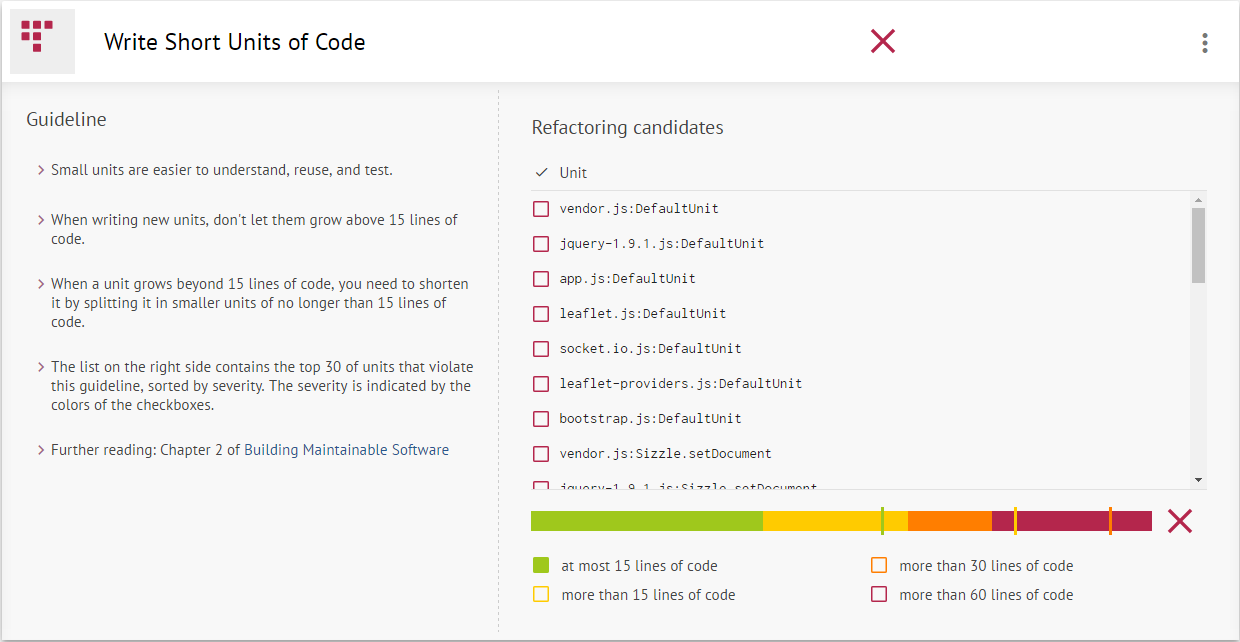 Write Short Units of Code
Guideline
Small units are easier to understand, reuse, and test.
When writing new units, don't let them grow above 15 lines of
code.
When a unit grows beyond 15 lines of code, you need to shorten
it by splitting it in smaller units of no longer than 15 lines of
code.
The list on the right side contains the top 30 of units that violate
this guideline, sorted by severity. The severity is indicated by the
colors of the checkboxes.
Further reading: Chapter 2 of Building Maintainable Software
Refactoring candidates
Unit
vendor.js:DefaultUnit
jquery-1.9.1.js:DefaultUnit
app.js:DefaultUnit
leaflet.js:DefaultUnit
socket.io.js:DefaultUnit
leaflet-providers.js:DefaultUnit
bootstrap.js:DefaultUnit
vendor.js:Sizzle.setDocument
jquery-1.9.1.js:Sizzle.setDocument
at most 15 lines of code
more than 15 lines of code
more than 30 lines of code
more than 60 lines of code